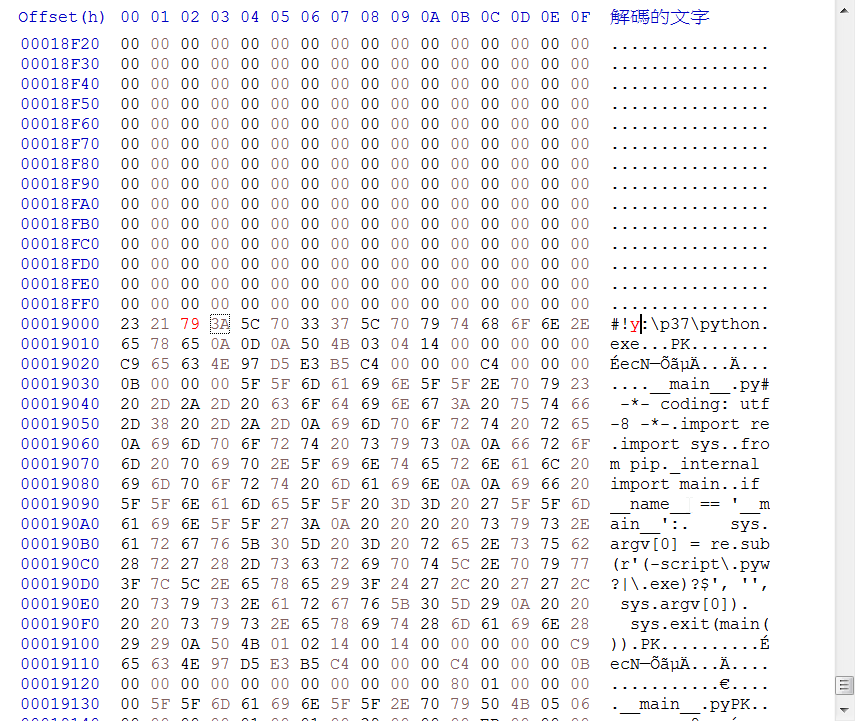 Offset(h) 00 01 02 03 04 05 06 07 08 09 0A 0B 0C 0D 0E 0F 解碼的文字
00018F20 00 00 00 00 00 00 00 00 00 00 00 00 00 00 00 00 ................
00018F30 00 00 00 00 00 00 00 00 00 00 00 00 00 00 00 00 ................
00018F40 00 00 00 00 00 00 00 00 00 00 00 00 00 00 00 00 ................
00018F50 00 00 00 00 00 00 00 00 00 00 00 00 00 00 00 00 ................
00018F60 00 00 00 00 00 00 00 00 00 00 00 00 00 00 00 00 ................
00018F70 00 00 00 00 00 00 00 00 00 00 00 00 00 00 00 00 ................
00018F80 00 00 00 00 00 00 00 00 00 00 00 00 00 00 00 00 ................
00018F90 00 00 00 00 00 00 00 00 00 00 00 00 00 00 00 00 ................
00018FA0 00 00 00 00 00 00 00 00 00 00 00 00 00 00 00 00 ................
00018FB0 00 00 00 00 00 00 00 00 00 00 00 00 00 00 00 00 ................
00018FC0 00 00 00 00 00 00 00 00 00 00 00 00 00 00 00 00 ................
00018FD0 00 00 00 00 00 00 00 00 00 00 00 00 00 00 00 00 ................
00018FE0 00 00 00 00 00 00 00 00 00 00 00 00 00 00 00 00 ................
00018FF0 00 00 00 00 00 00 00 00 00 00 00 00 00 00 00 00 ................
00019000 23 21 79 3A 5C 70 33 37 5C 70 79 74 68 6F 6E 2E #!y:\p37\python.
00019010 65 78 65 0A 0D 0A 50 4B 03 04 14 00 00 00 00 00 exe...PK........
00019020 C9 65 63 4E 97 D5 E3 B5 C4 00 00 00 C4 00 00 00 ÉecN—ÕãµÄ...Ä...
00019030 0B 00 00 00 5F 5F 6D 61 69 6E 5F 5F 2E 70 79 23 ....__main__.py#
00019040 20 2D 2A 2D 20 63 6F 64 69 6E 67 3A 20 75 74 66  -*- coding: utf
00019050 2D 38 20 2D 2A 2D 0A 69 6D 70 6F 72 74 20 72 65 -8 -*-.import re
00019060 0A 69 6D 70 6F 72 74 20 73 79 73 0A 0A 66 72 6F .import sys..fro
00019070 6D 20 70 69 70 2E 5F 69 6E 74 65 72 6E 61 6C 20 m pip._internal
00019080 69 6D 70 6F 72 74 20 6D 61 69 6E 0A 0A 69 66 20 import main..if
00019090 5F 5F 6E 61 6D 65 5F 5F 20 3D 3D 20 27 5F 5F 6D __name__ == '__m
000190A0 61 69 6E 5F 5F 27 3A 0A 20 20 20 20 73 79 73 2E ain__':.    sys.
000190B0 61 72 67 76 5B 30 5D 20 3D 20 72 65 2E 73 75 62 argv[0] = re.sub
000190C0 28 72 27 28 2D 73 63 72 69 70 74 5C 2E 70 79 77 (r'(-script\.pyw
000190D0 3F 7C 5C 2E 65 78 65 29 3F 24 27 2C 20 27 27 2C ?|\.exe)?$', '',
000190E0 20 73 79 73 2E 61 72 67 76 5B 30 5D 29 0A 20 20  sys.argv[0]).
000190F0 20 20 73 79 73 2E 65 78 69 74 28 6D 61 69 6E 28   sys.exit(main(
00019100 29 29 0A 50 4B 01 02 14 00 14 00 00 00 00 00 C9 )).PK..........É
00019110 65 63 4E 97 D5 E3 B5 C4 00 00 00 C4 00 00 00 0B ecN—ÕãµÄ...Ä....
00019120 00 00 00 00 00 00 00 00 00 00 00 80 01 00 00 00 ...........€....
00019130 00 5F 5F 6D 61 69 6E 5F 5F 2E 70 79 50 4B 05 06 .__main__.pyPK..